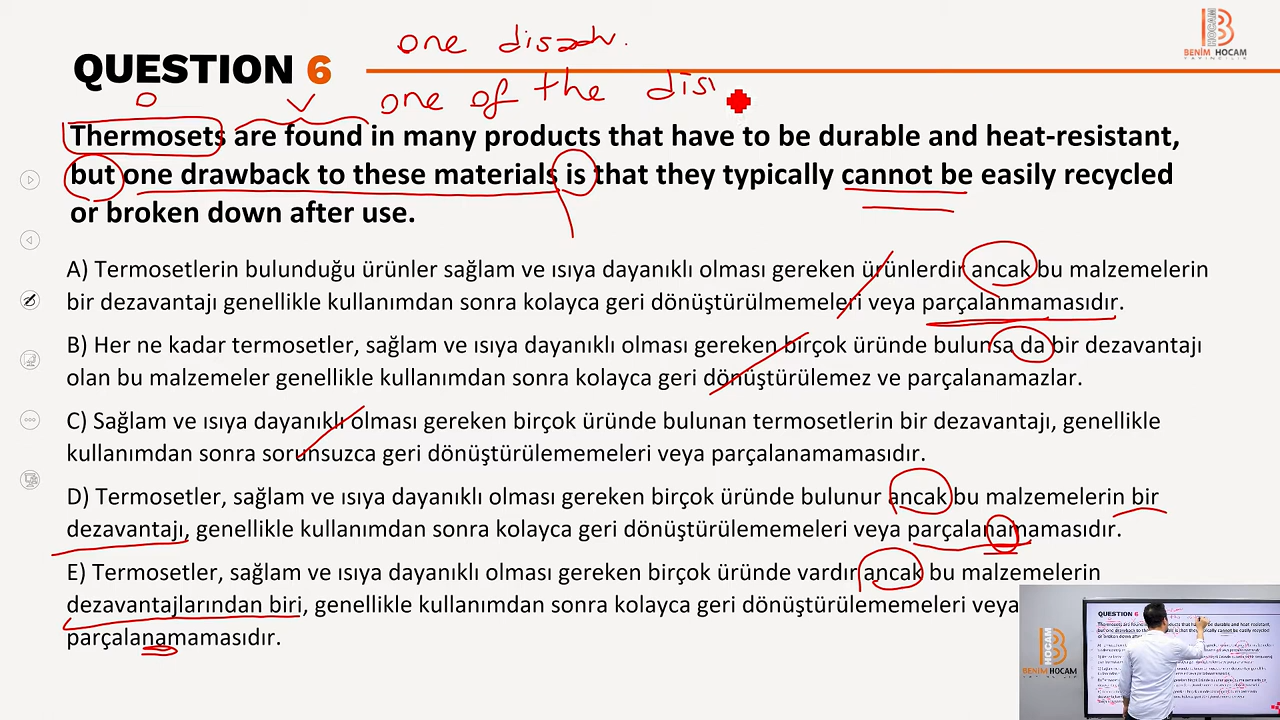 one disadv.
BENİM HOCAM
YAYINCILIK
QUESTION 6
one of the dis
Thermosets are found in many products that have to be durable and heat-resistant,
but one drawback to these materials is that they typically cannot be easily recycled
or broken down after use.
A) Termosetlerin bulunduğu ürünler sağlam ve ısıya dayanıklı olması gereken ürünlerdir ancak bu malzemelerin
bir dezavantajı genellikle kullanımdan sonra kolayca geri dönüştürülmemeleri veya parçalanmamasıdır.
B) Her ne kadar termosetler, sağlam ve ısıya dayanıklı olması gereken birçok üründe bulunsa da bir dezavantajı
olan bu malzemeler genellikle kullanımdan sonra kolayca geri dönüştürülemez ve parçalanamazlar.
C) Sağlam ve ısıya dayanıklı olması gereken birçok üründe bulunan termosetlerin bir dezavantajı, genellikle
kullanımdan sonra sorunsuzca geri dönüştürülememeleri veya parçalanamamasıdır.
D) Termosetler, sağlam ve ısıya dayanıklı olması gereken birçok üründe bulunur ancak bu malzemelerin bir
dezavantajı, genellikle kullanımdan sonra kolayca geri dönüştürülememeleri veya parçalanamamasıdır.
E) Termosetler, sağlam ve ısıya dayanıklı olması gereken birçok üründe vardır ancak bu malzemelerin
dezavantajlarından biri, genellikle kullanımdan sonra kolayca geri dönüştürülememeleri veya
parçalanamamasıdır.
QUESTION 6
BENİM HOCAM